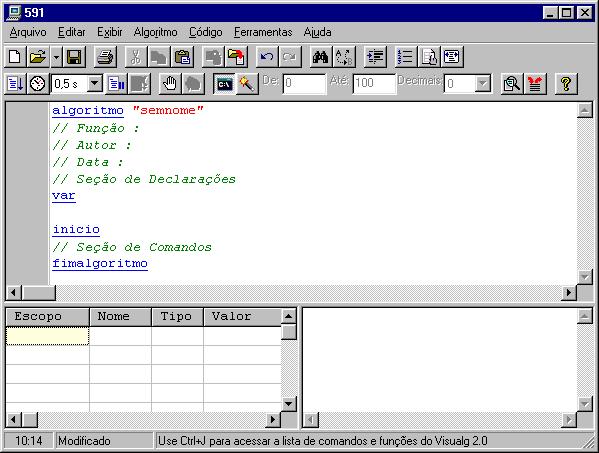 591
Arquivo Editar Exibir Algoritmo Código Ferramentas Ajuda
0,5 s C:\ De: 0 Até: 100 Decimais: 0 ?
algoritmo "semnome"
// Função :
// Autor :
// Data :
// Seção de Declarações
var
inicio
// Seção de Comandos
fimalgoritmo
Escopo Nome Tipo Valor
10:14 Modificado Use Ctrl+J para acessar a lista de comandos e funções do Visualg 2.0